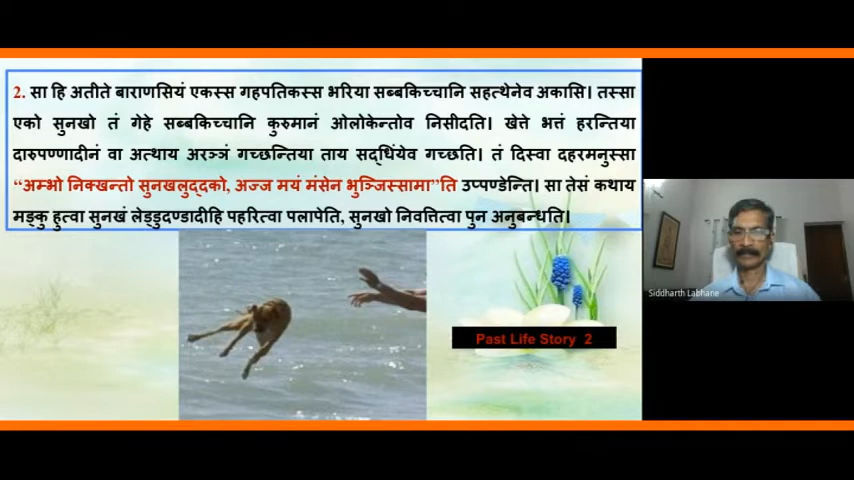 2. सा हि अतीते बाराणसियं एकस्स गहपतिकस्स भरिया सब्बकिच्चानि सहत्थेनेव अकासि। तस्सा
एको सुनखो तं गेहे सब्बकिच्चानि कुरुमानं ओलोकेन्तोव निसीदति। खेत्ते भत्तं हरन्तिया
दारुपण्णादीनं वा अत्थाय अरञ्ञं गच्छन्तिया ताय सद्धिंयेव गच्छति। तं दिस्वा दहरमनुस्सा
“अम्भो निक्खन्तो सुनखलुद्दको, अज्ज मयं मंसेन भुञ्जिस्सामा”ति उप्पण्डेन्ति। सा तेसं कथाय
मङ्कु हुत्वा सुनखं लेड्डुदण्डादीहि पहरित्वा पलापेति, सुनखो निवत्तित्वा पुन अनुबन्धति।
Past Life Story 2
Siddharth Labhane